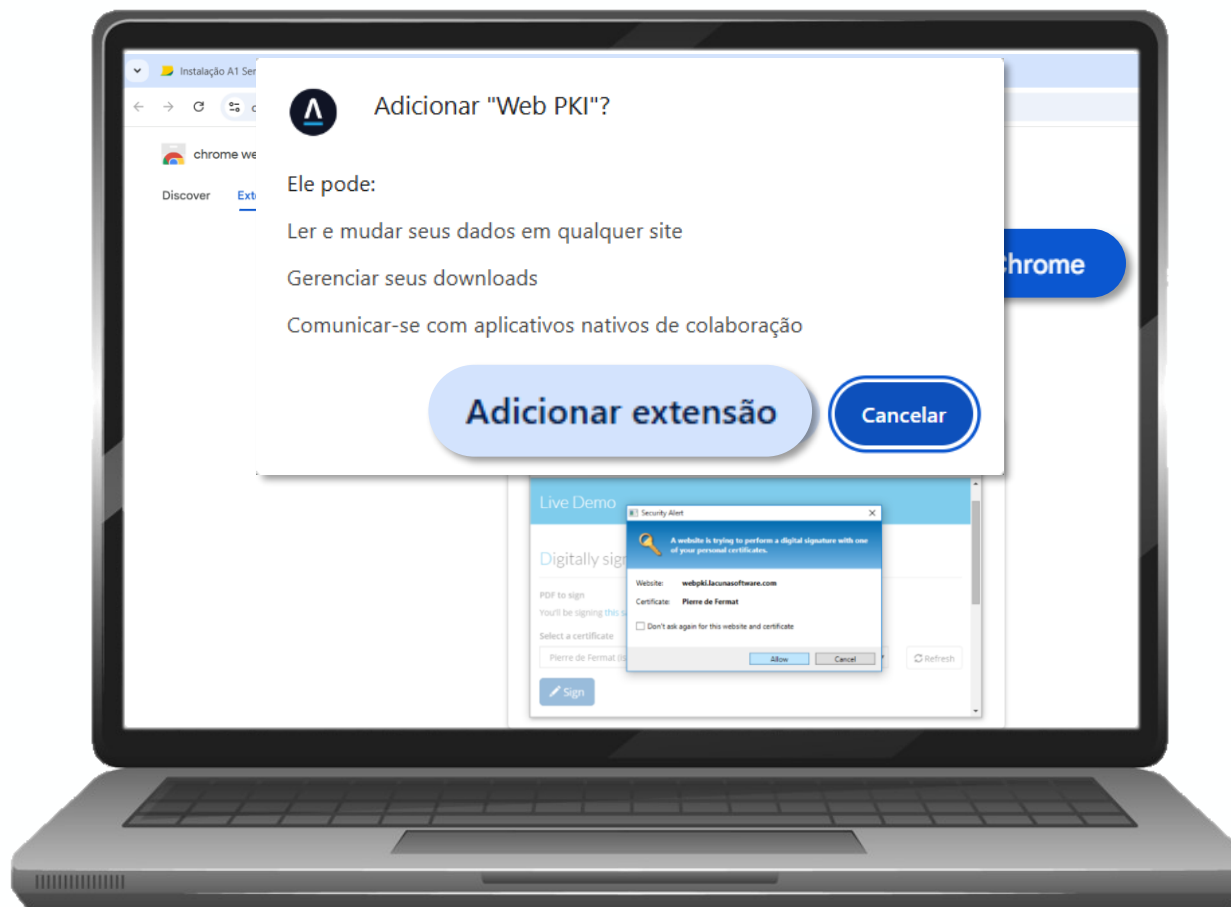 Instalação A1 Ser
Adicionar "Web PKI"?
chrome we
Ele pode:
Discover
Ler e mudar seus dados em qualquer site
Gerenciar seus downloads
hrome
Comunicar-se com aplicativos nativos de colaboração
Adicionar extensão
Cancelar
Live Demo
Security Alert
A website is trying to perform a digital signature with one
of your personal certificates.
Digitally sign
Website: webpki.lacunasoftware.com
PDF to sign
Certificate: Pierre de Fermat
You'll be signing this s
Don't ask again for this website and certificate
Select a certificate
Pierre de Fermat (is
Allow Cancel
Refresh
Sign